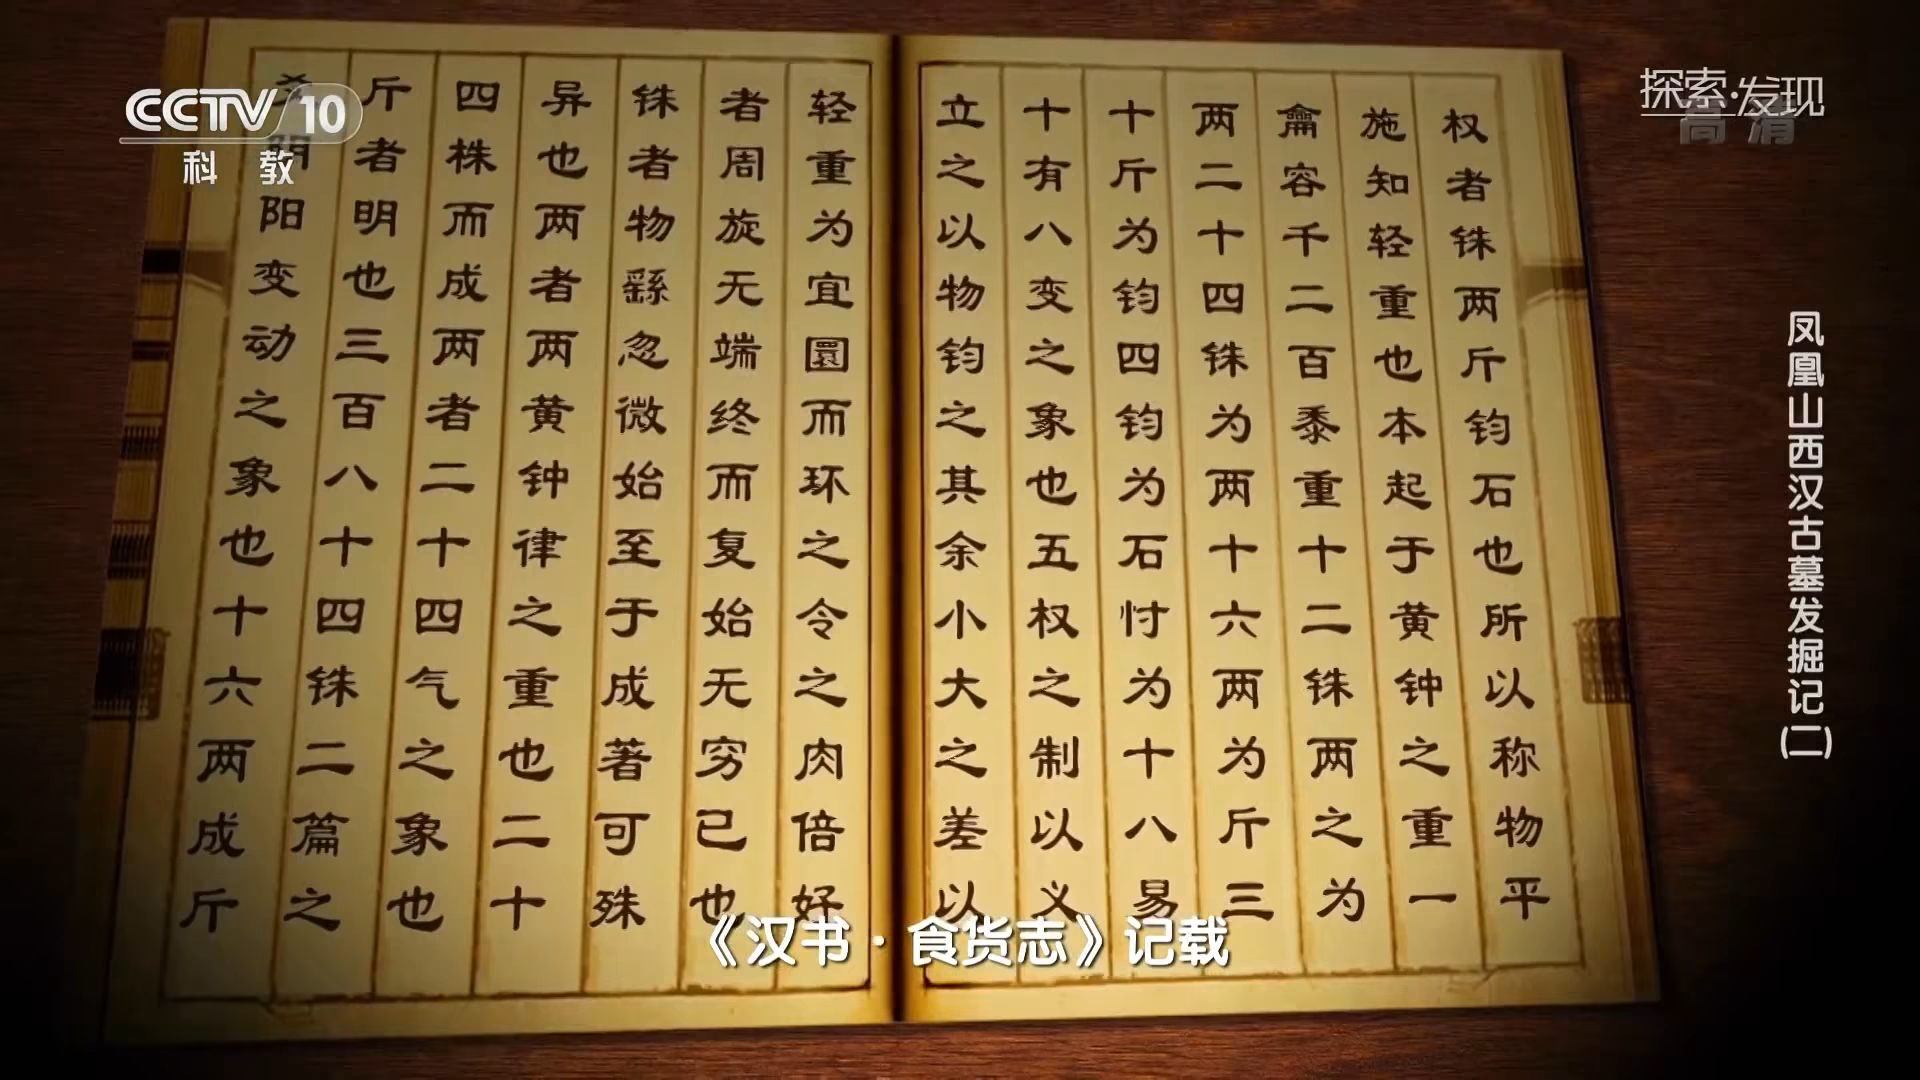 CCTV 10
科 教
探索·发现
高清
凤凰山西汉古墓发掘记(二)
权者铢两斤钧石也所以称物平
施知轻重也本起于黄钟之重一
龠容千二百黍重十二铢两之为
两二十四铢为两十六两为斤三
十斤为钧四钧为石忖为十八易
十有八变之象也五权之制以义
立之以物钧之其余小大之差以
轻重为宜圜而环之令之肉倍好
者周旋无端终而复始无穷已也
铢者物繇忽微始至于成著可殊
异也两者两黄钟律之重也二十
四株而成两者二十四气之象也
斤者明也三百八十四铢二篇之
阳变动之象也十六两成斤
《汉书·食货志》记载